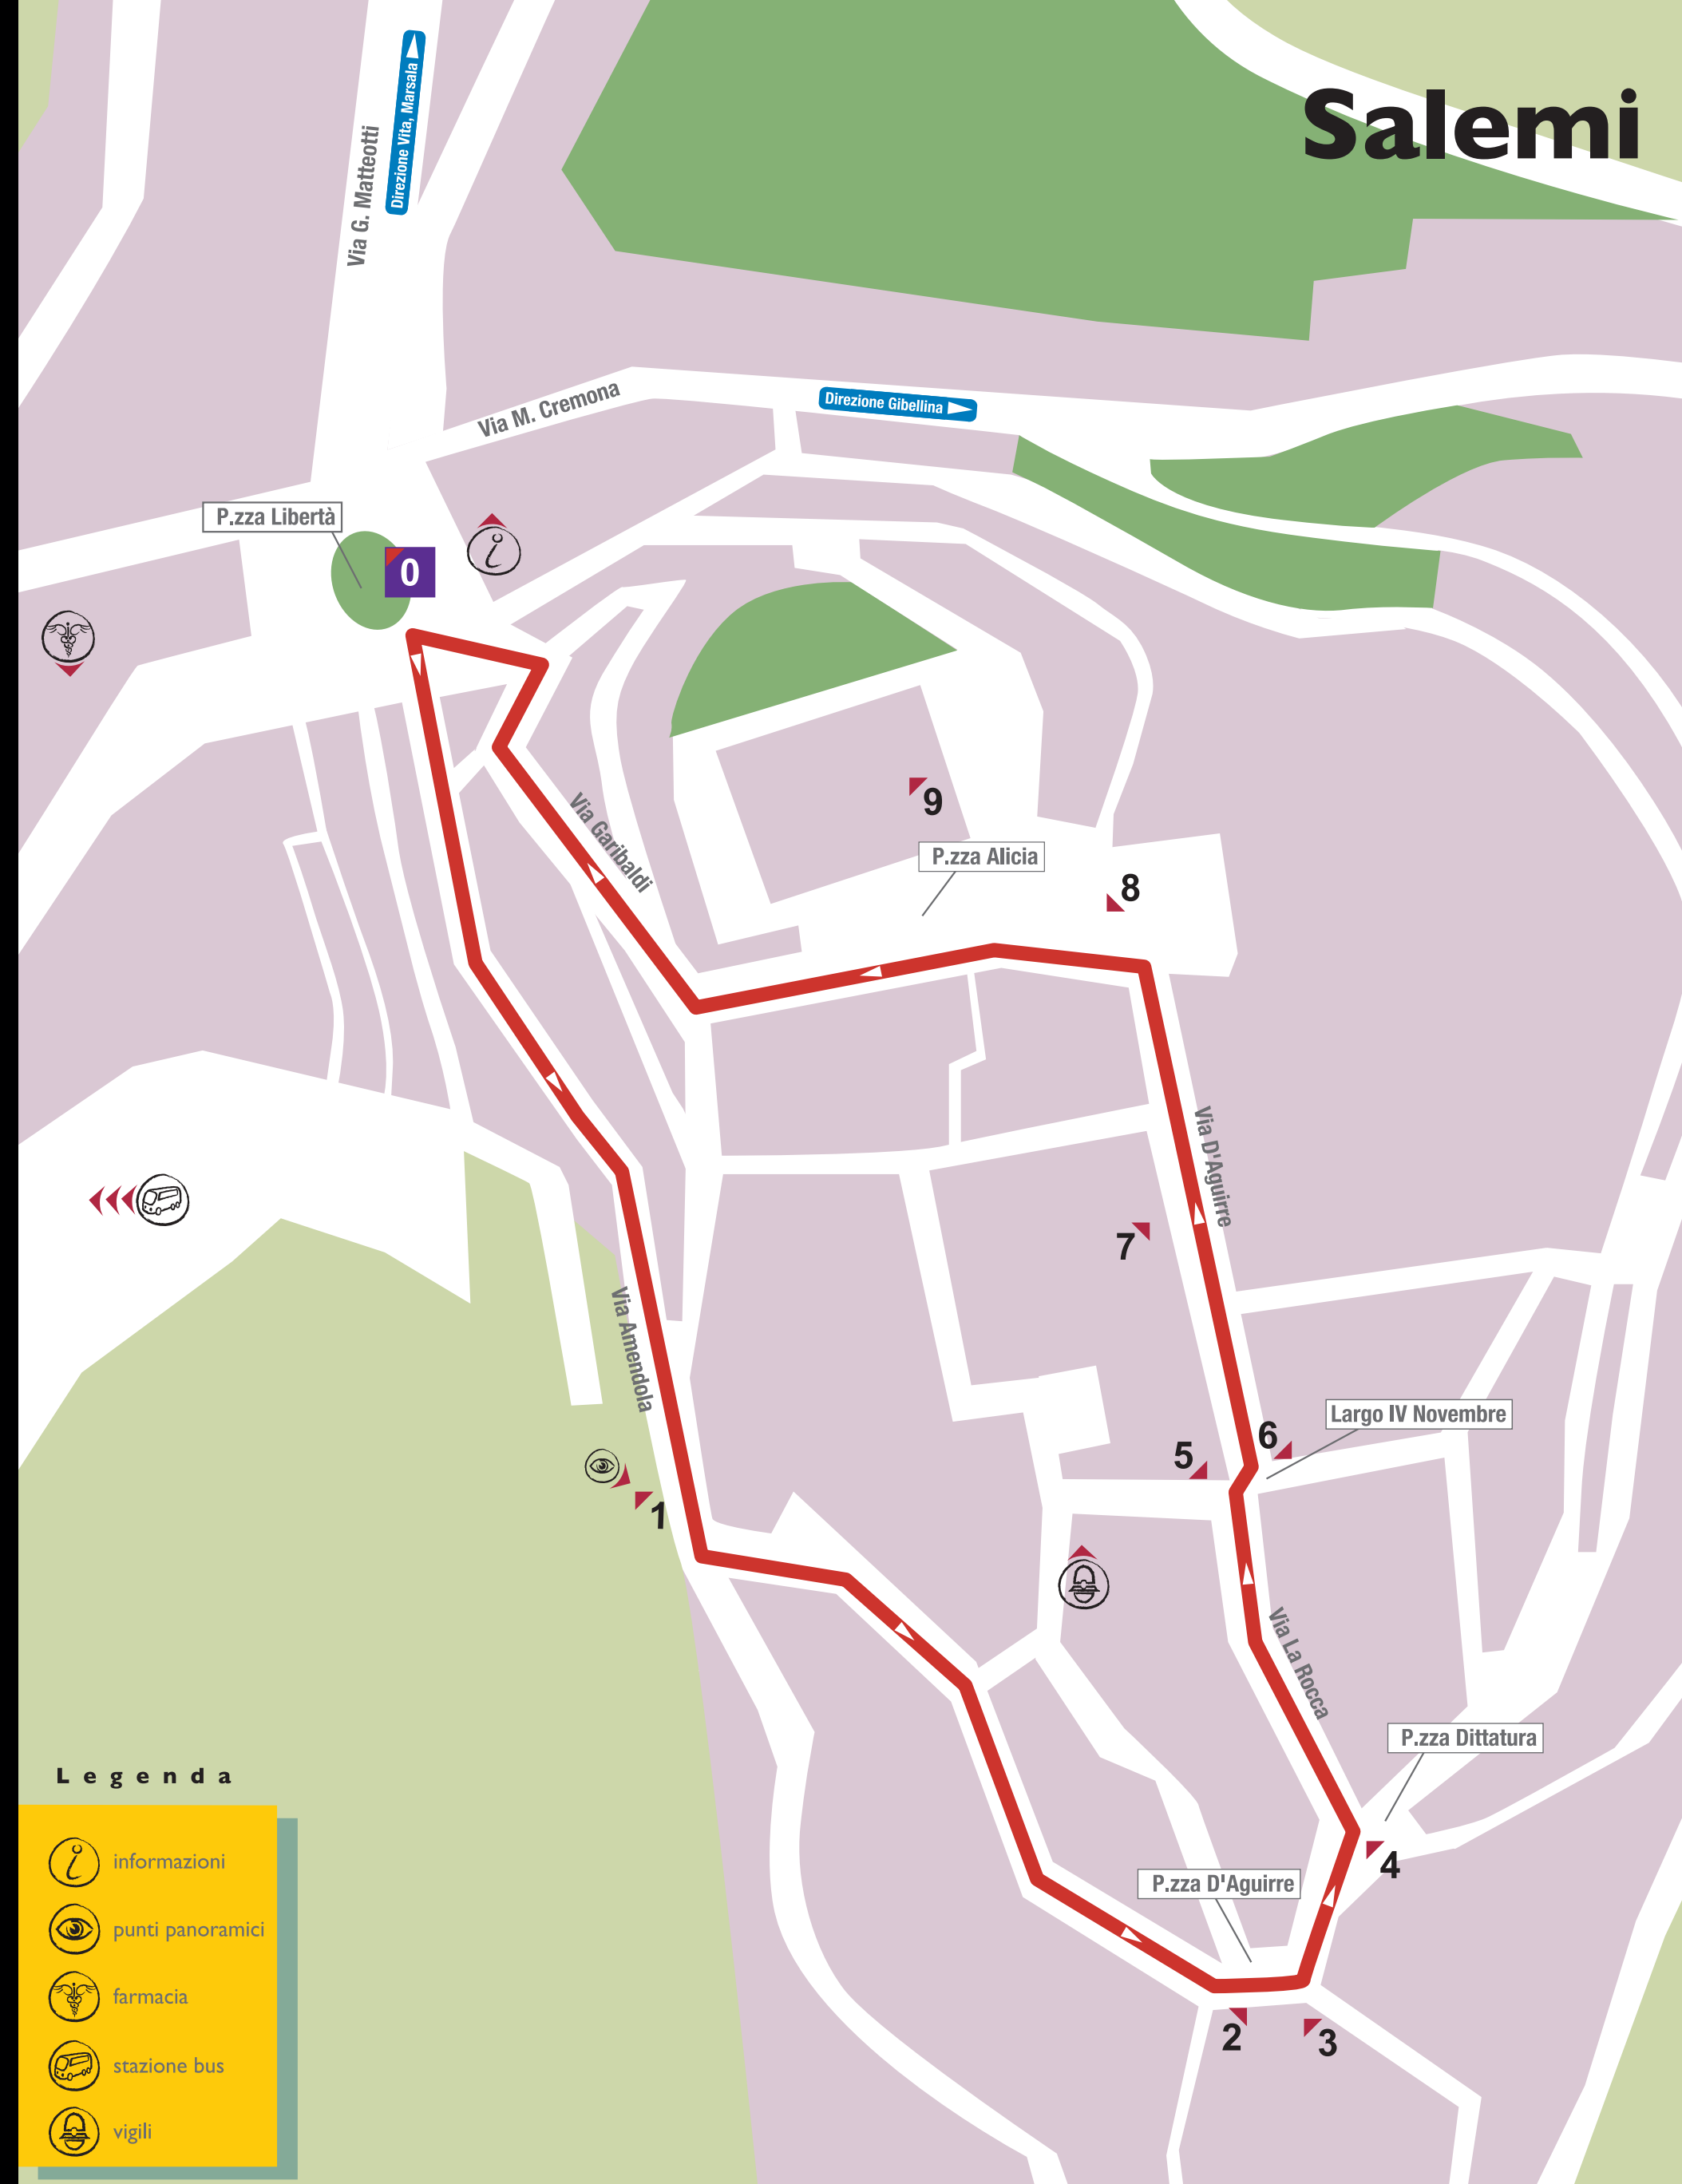 Salemi
Direzione Vita, Marsala
Via G. Matteotti
Via M. Cremona
Direzione Gibellina
P.zza Libertà
0
Via Garibaldi
9
P.zza Alicia
8
Via D'Aguirre
7
Via Amendola
Largo IV Novembre
6
5
1
Via La Rocca
P.zza Dittatura
4
P.zza D'Aguirre
2
3
Legenda
informazioni
punti panoramici
farmacia
stazione bus
vigili